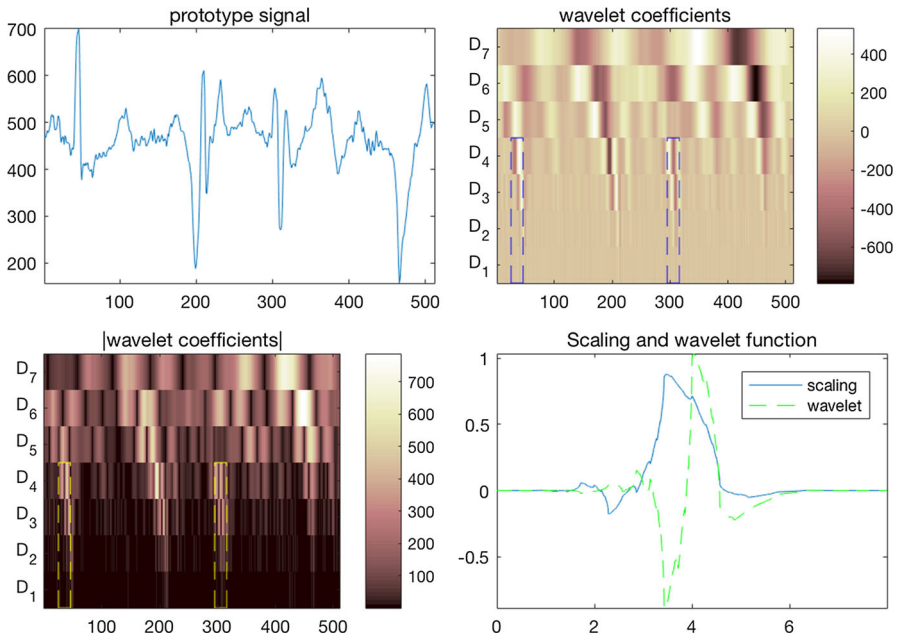 prototype signal
700
600
500
400
300
200
100 200 300 400 500
wavelet coefficients
D7
D6
D5
D4
D3
D2
D1
100 200 300 400 500
400
200
0
-200
-400
-600
|wavelet coefficients|
D7
D6
D5
D4
D3
D2
D1
100 200 300 400 500
700
600
500
400
300
200
100
Scaling and wavelet function
1
0.5
0
-0.5
0 2 4 6
scaling
wavelet